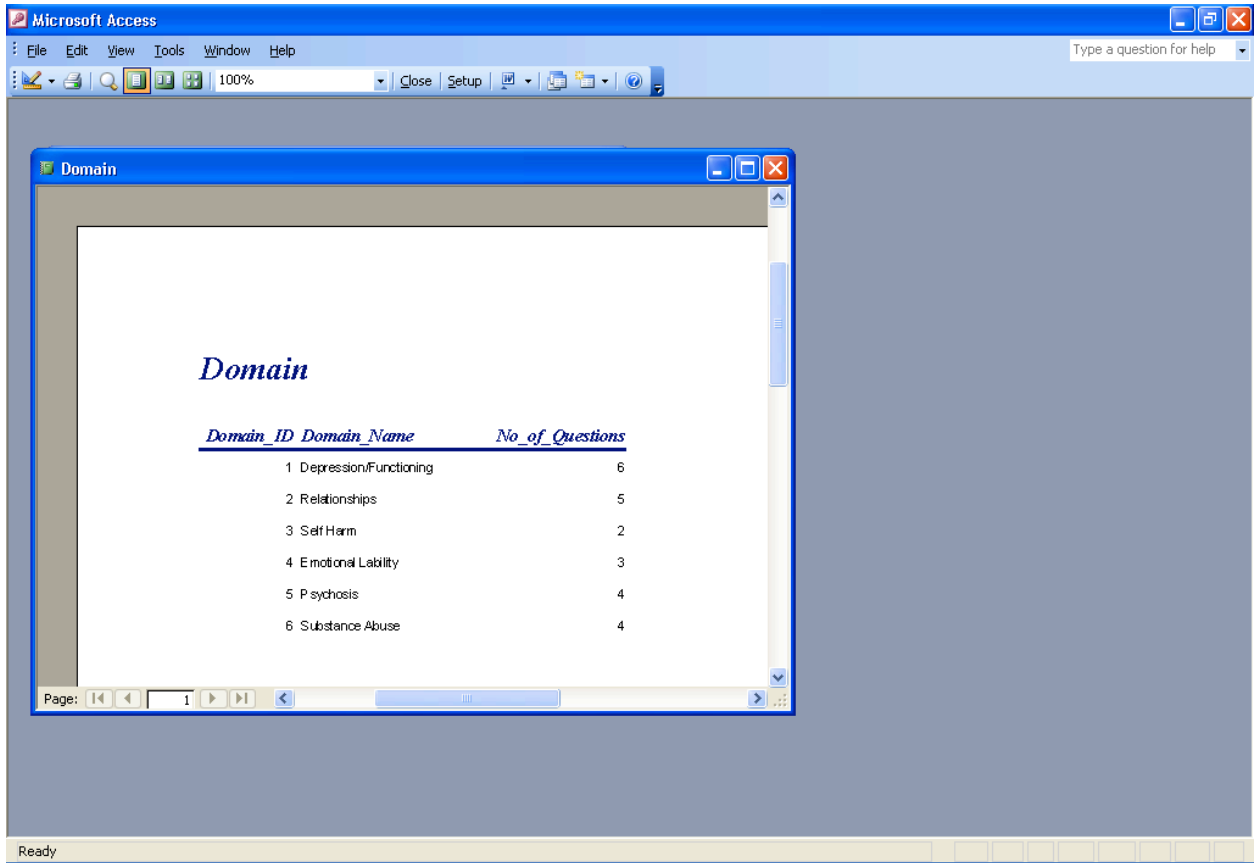 Microsoft Access
File Edit View Tools Window Help Type a question for help
100% Close Setup
Domain
Domain
Domain_ID Domain_Name No_of_Questions
1 Depression/Functioning 6
2 Relationships 5
3 Self Harm 2
4 Emotional Lability 3
5 Psychosis 4
6 Substance Abuse 4
Page: 1
Ready